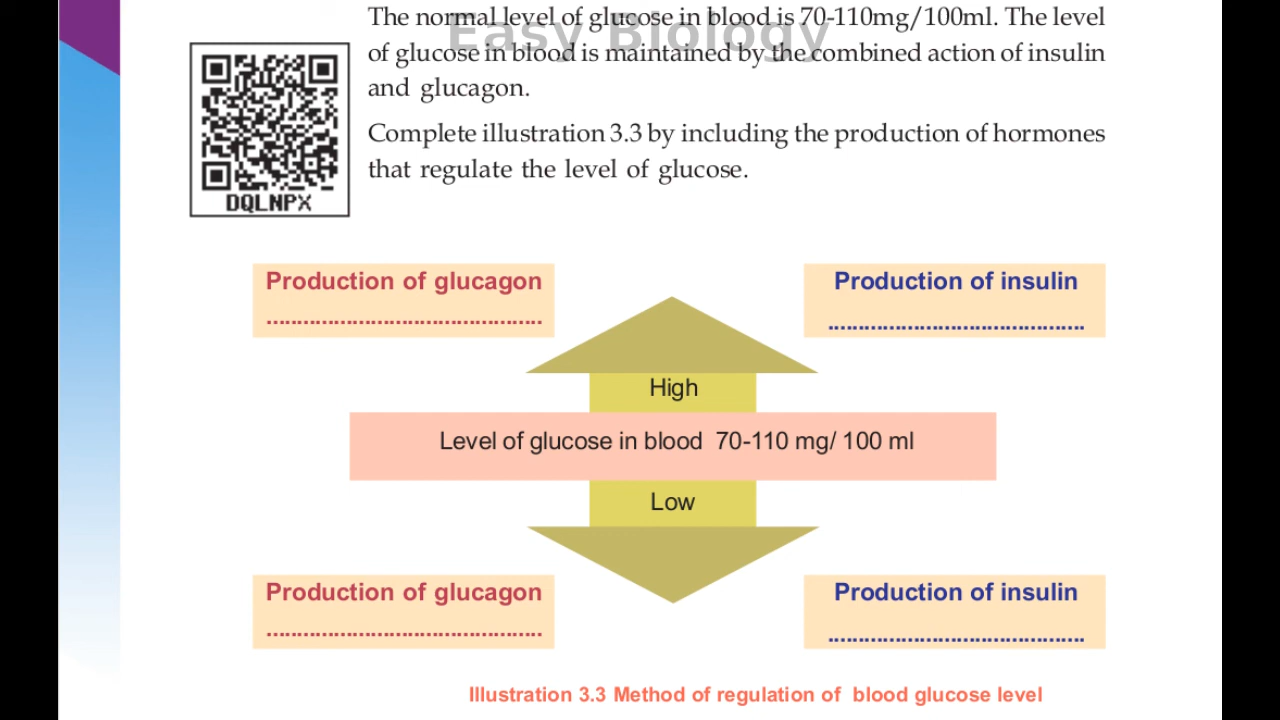 The normal level of glucose in blood is 70-110mg/100ml. The level
of glucose in blood is maintained by the combined action of insulin
and glucagon.
Easy Biology
DQLNPX
Complete illustration 3.3 by including the production of hormones
that regulate the level of glucose.
Production of glucagon
..............................................
Production of insulin
...........................................
High
Level of glucose in blood 70-110 mg/ 100 ml
Low
Production of glucagon
..............................................
Production of insulin
...........................................
Illustration 3.3 Method of regulation of blood glucose level